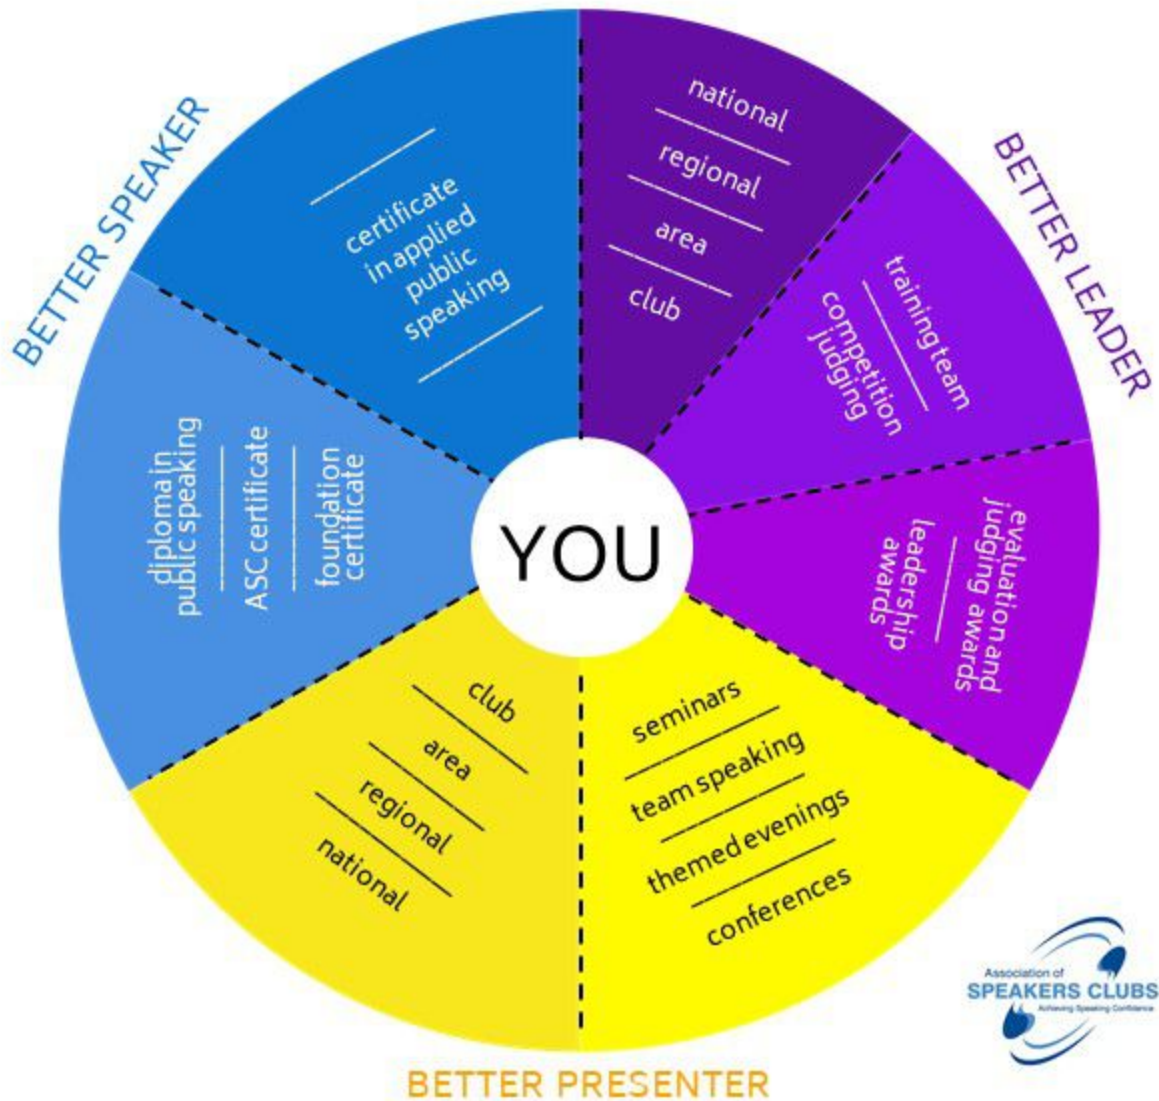 BETTER SPEAKER
certificate
in applied
public
speaking
diploma in
public speaking
ASC certificate
foundation
certificate
national
regional
area
club
BETTER LEADER
training team
competition
judging
evaluation and
judging awards
leadership
awards
YOU
club
area
regional
national
seminars
team speaking
themed evenings
conferences
BETTER PRESENTER
Association of
SPEAKERS CLUBS
Achieving Speaking Confidence